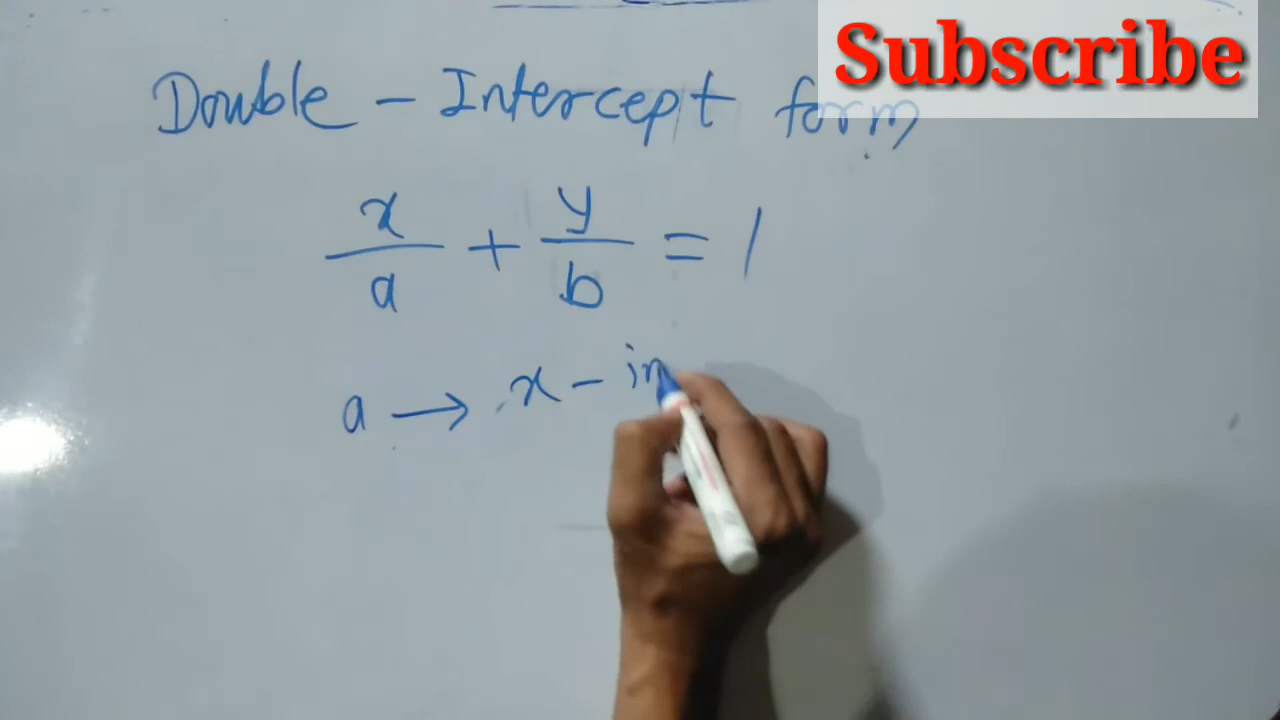 Subscribe
Double - Intercept form
x/a + y/b = 1
a → x - in